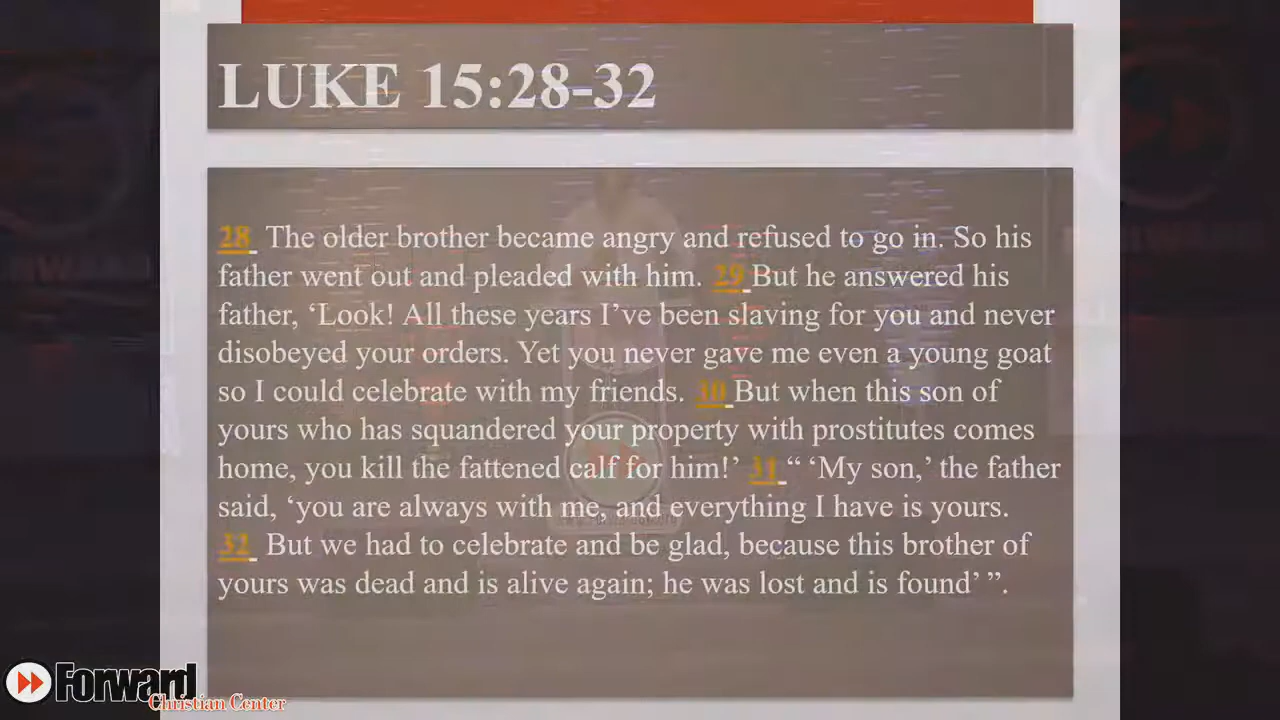 LUKE 15:28-32
28 The older brother became angry and refused to go in. So his
father went out and pleaded with him. 29 But he answered his
father, ‘Look! All these years I’ve been slaving for you and never
disobeyed your orders. Yet you never gave me even a young goat
so I could celebrate with my friends. 30 But when this son of
yours who has squandered your property with prostitutes comes
home, you kill the fattened calf for him!’ 31 “ ‘My son,’ the father
said, ‘you are always with me, and everything I have is yours.
32 But we had to celebrate and be glad, because this brother of
yours was dead and is alive again; he was lost and is found’ ”.
Forward
Christian Center